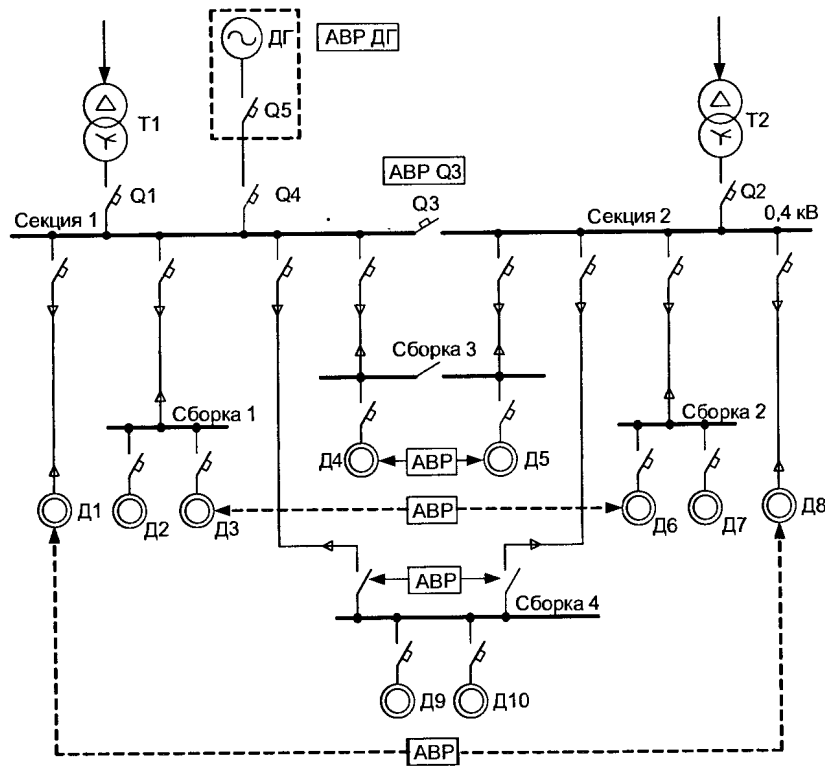 ДГ
АВР ДГ
Q5
T1
T2
АВР Q3
Q1
Q4
Q3
Q2
Секция 1
Секция 2
0,4 кВ
Сборка 3
Сборка 1
Сборка 2
Д4
АВР
Д5
Д1
Д2
Д3
АВР
Д6
Д7
Д8
АВР
Сборка 4
Д9
Д10
АВР